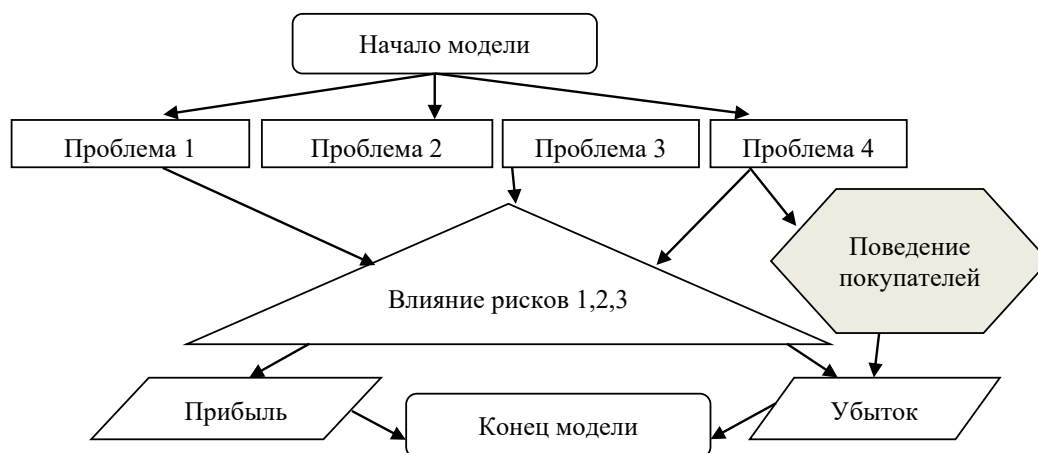 Начало модели
Проблема 1
Проблема 2
Проблема 3
Проблема 4
Поведение
покупателей
Влияние рисков 1,2,3
Прибыль
Конец модели
Убыток